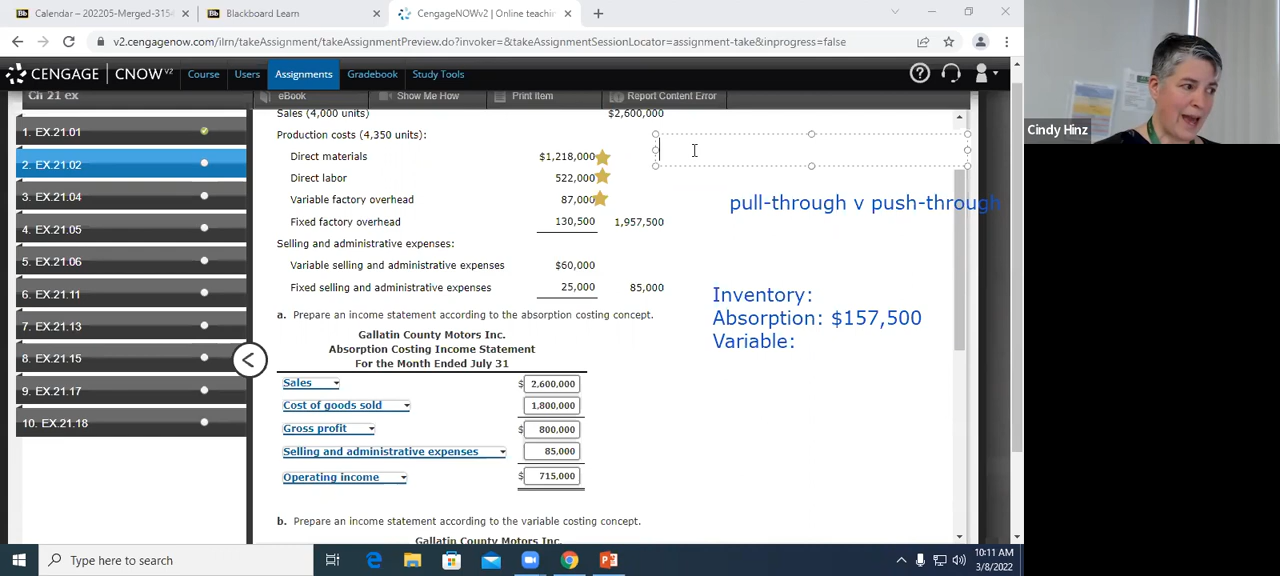 Calendar – 202205-Merged-3154
Blackboard Learn
CengageNOWv2 | Online teachin
v2.cengagenow.com/ilrn/takeAssignment/takeAssignmentPreview.do?invoker=&takeAssignmentSessionLocator=assignment-take&inprogress=false
CENGAGE | CNOWv2 Course Users Assignments Gradebook Study Tools
Ch 21 ex
eBook Show Me How Print Item Report Content Error
1. EX.21.01
2. EX.21.02
3. EX.21.04
4. EX.21.05
5. EX.21.06
6. EX.21.11
7. EX.21.13
8. EX.21.15
9. EX.21.17
10. EX.21.18
Sales (4,000 units) $2,600,000
Production costs (4,350 units):
Direct materials $1,218,000
Direct labor 522,000
Variable factory overhead 87,000
Fixed factory overhead 130,500 1,957,500
Selling and administrative expenses:
Variable selling and administrative expenses $60,000
Fixed selling and administrative expenses 25,000 85,000
a. Prepare an income statement according to the absorption costing concept.
Gallatin County Motors Inc.
Absorption Costing Income Statement
For the Month Ended July 31
Sales $ 2,600,000
Cost of goods sold 1,800,000
Gross profit $ 800,000
Selling and administrative expenses 85,000
Operating income $ 715,000
b. Prepare an income statement according to the variable costing concept.
Gallatin County Motors Inc.
pull-through v push-through
Inventory:
Absorption: $157,500
Variable:
Cindy Hinz
Type here to search
10:11 AM
3/8/2022